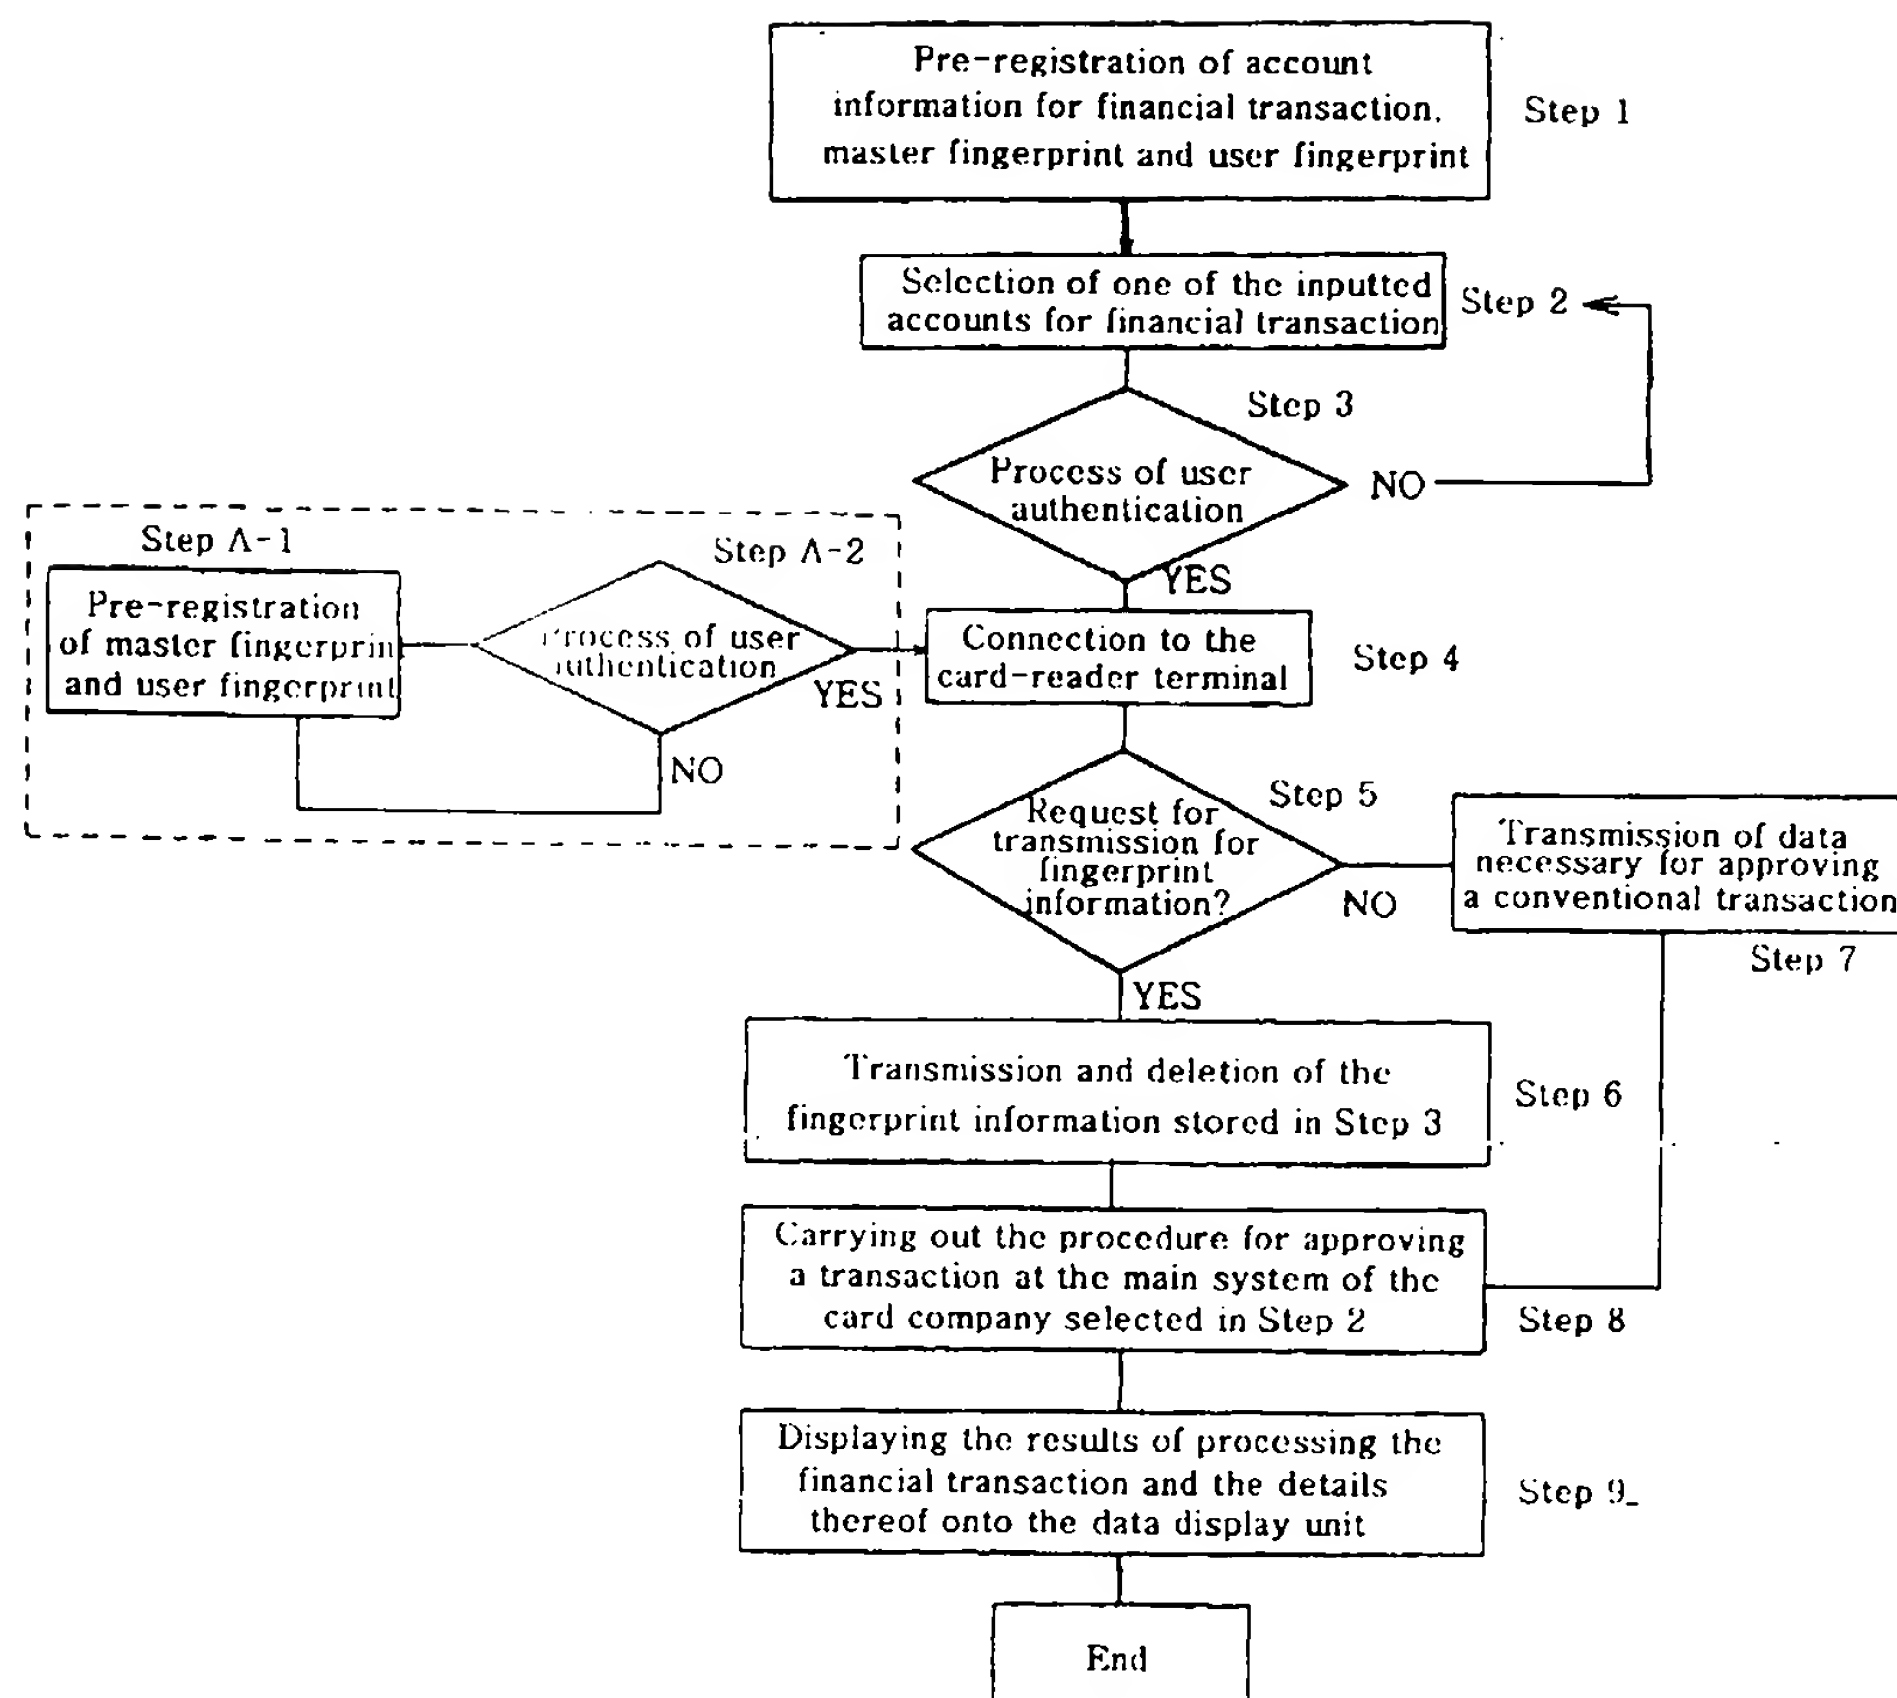 Pre-registration of account
information for financial transaction.
master fingerprint and user fingerprint
Step 1
Selection of one of the inputted
accounts for financial transaction
Step 2
Step 3
Process of user
authentication
NO
YES
Step A-1
Pre-registration
of master fingerprin
and user fingerprint
Step A-2
Process of user
authentication
YES
NO
Connection to the
card-reader terminal
Step 4
Step 5
Request for
transmission for
fingerprint
information?
NO
YES
Transmission of data
necessary for approving
a conventional transaction
Step 7
Transmission and deletion of the
fingerprint information stored in Step 3
Step 6
Carrying out the procedure for approving
a transaction at the main system of the
card company selected in Step 2
Step 8
Displaying the results of processing the
financial transaction and the details
thereof onto the data display unit
Step 9
End